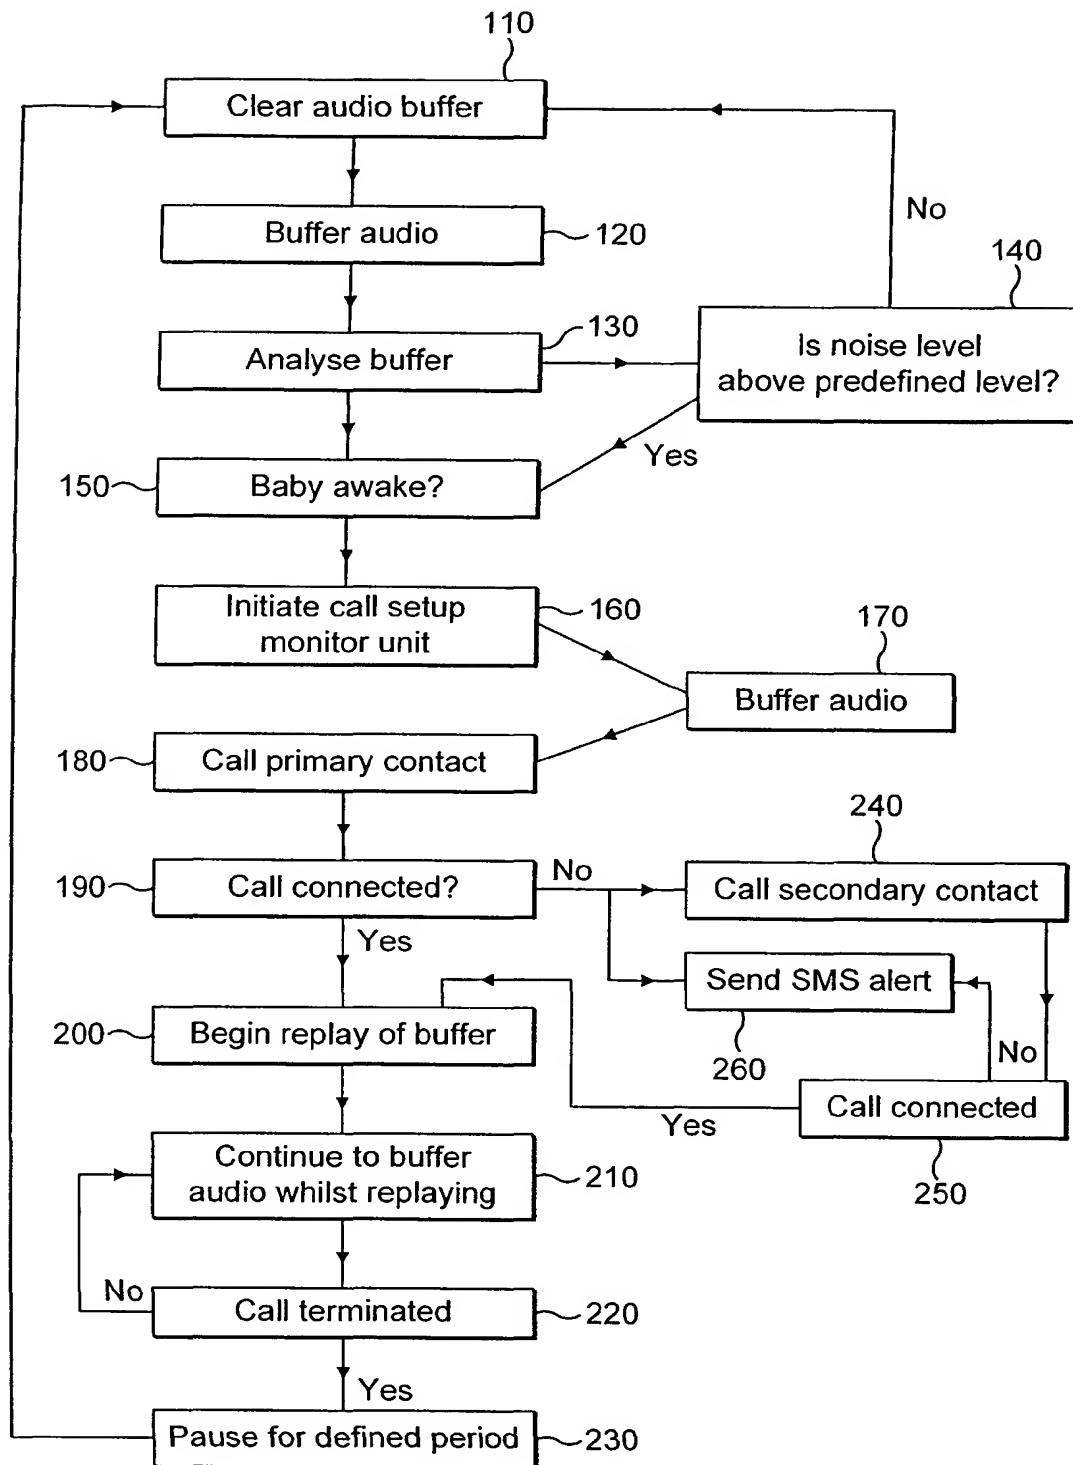 110
Clear audio buffer
No
Buffer audio
120
140
130
Analyse buffer
Is noise level
above predefined level?
Yes
150
Baby awake?
Initiate call setup
monitor unit
160
170
Buffer audio
180
Call primary contact
240
190
Call connected?
No
Call secondary contact
Yes
Send SMS alert
200
Begin replay of buffer
260
No
Call connected
Yes
250
Continue to buffer
audio whilst replaying
210
No
Call terminated
220
Yes
Pause for defined period
230